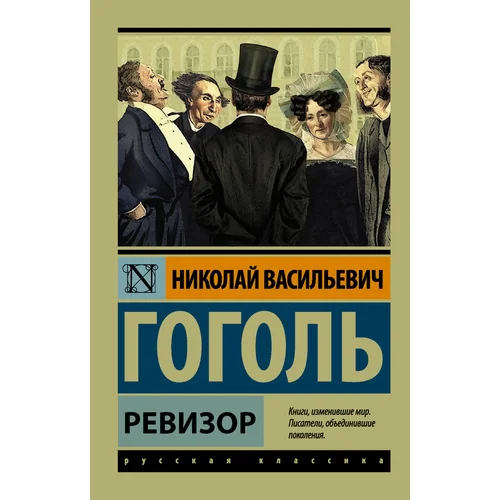 N
НИКОЛАЙ ВАСИЛЬЕВИЧ
ГОГОЛЬ
РЕВИЗОР
Книги, изменившие мир.
Писатели, объединившие
поколения.
русская классика